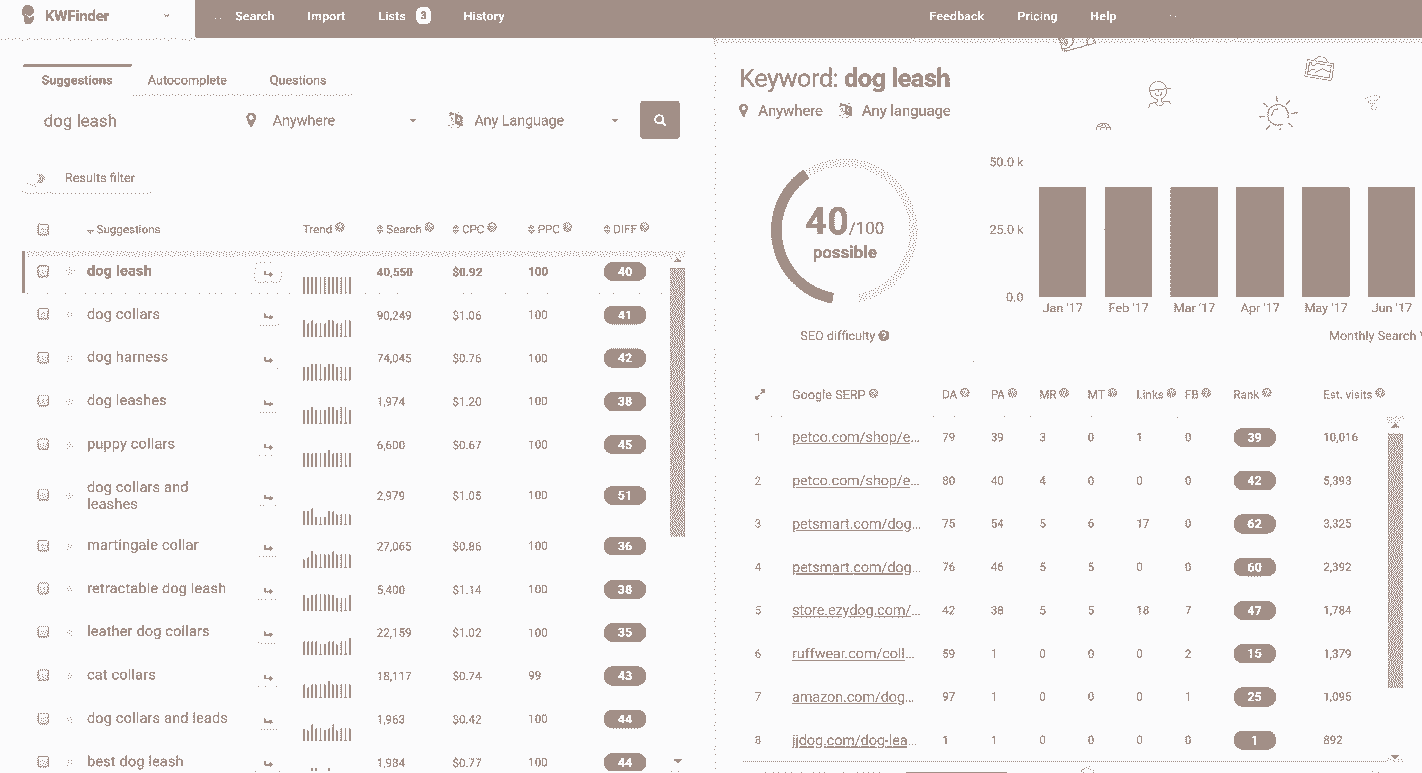 KWFinder Search Import Lists 3 History Feedback Pricing Help
Suggestions Autocomplete Questions
dog leash Anywhere Any Language
Results filter
Suggestions Trend Search CPC PPC DIFF
dog leash 40,550 $0.92 100 40
dog collars 90,249 $1.06 100 41
dog harness 74,045 $0.76 100 42
dog leashes 1,974 $1.20 100 38
puppy collars 6,600 $0.67 100 45
dog collars and
leashes 2,979 $1.05 100 51
martingale collar 27,065 $0.86 100 36
retractable dog leash 5,400 $1.14 100 38
leather dog collars 22,159 $1.02 100 35
cat collars 18,117 $0.74 99 43
dog collars and leads 1,963 $0.42 100 44
best dog leash 1,984 $0.77 100 44
Keyword: dog leash
Anywhere Any language
40/100
possible
SEO difficulty
50.0 k
25.0 k
0.0
Jan '17 Feb '17 Mar '17 Apr '17 May '17 Jun '17
Monthly Search
Google SERP DA PA MR MT Links FB Rank Est. visits
1 petco.com/shop/e... 79 39 3 0 1 0 39 10,016
2 petco.com/shop/e... 80 40 4 0 0 0 42 5,393
3 petsmart.com/dog... 75 54 5 6 17 0 62 3,325
4 petsmart.com/dog... 76 46 5 5 0 0 60 2,392
5 store.ezydog.com/... 42 38 5 5 18 7 47 1,784
6 ruffwear.com/coll... 59 1 0 0 0 2 15 1,379
7 amazon.com/dog... 97 1 0 0 0 1 25 1,095
8 jjdog.com/dog-lea... 1 1 0 0 0 0 1 892